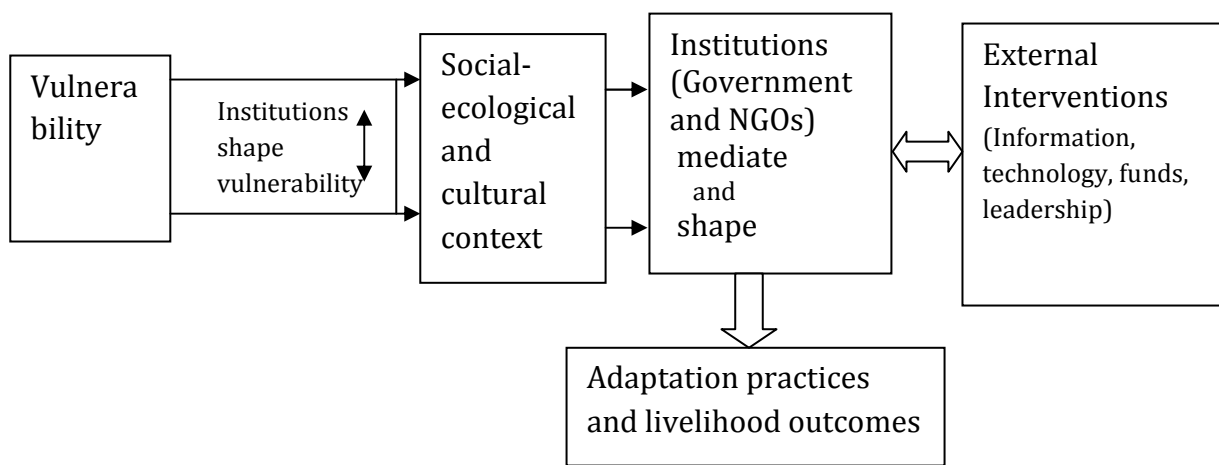 Vulnera
bility
Institutions
shape
vulnerability
Social-
ecological
and
cultural
context
Institutions
(Government
and NGOs)
mediate
and
shape
External
Interventions
(Information,
technology, funds,
leadership)
Adaptation practices
and livelihood outcomes